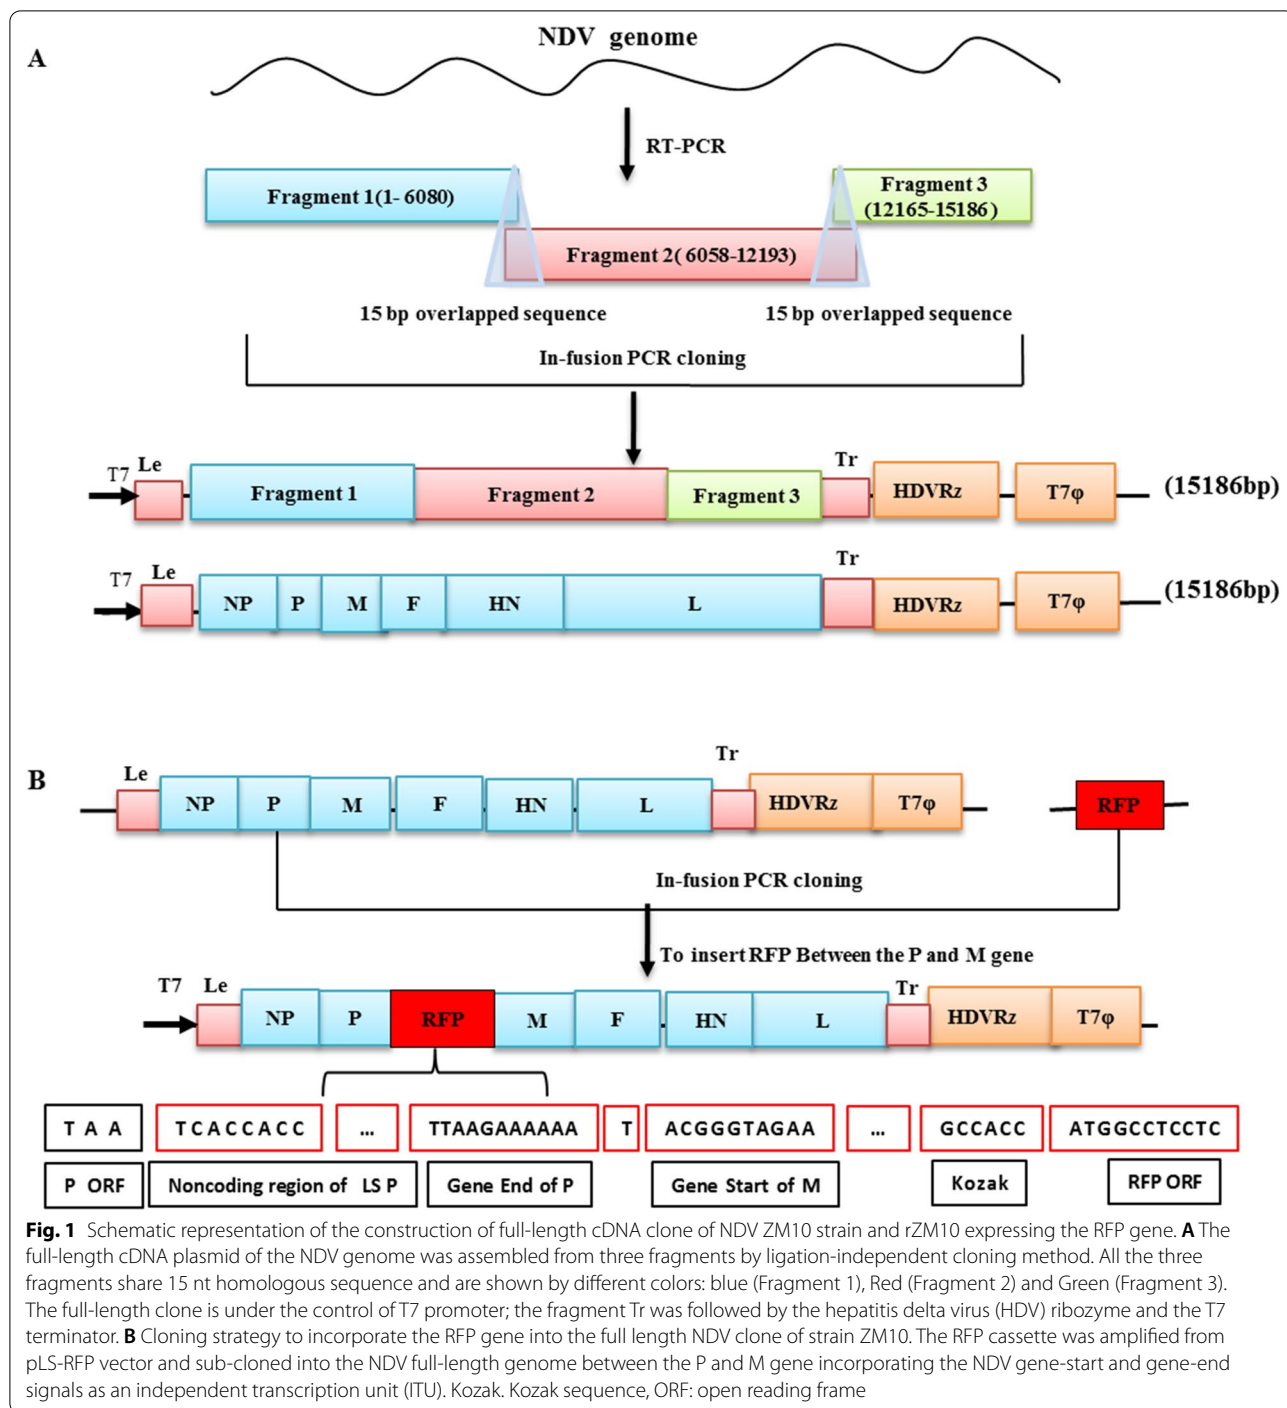 A
NDV genome
RT-PCR
Fragment 1(1- 6080)
Fragment 3
(12165-15186)
Fragment 2( 6058-12193)
15 bp overlapped sequence
15 bp overlapped sequence
In-fusion PCR cloning
T7 Le Tr
Fragment 1 Fragment 2 Fragment 3 HDVRz T7φ (15186bp)
T7 Le Tr
NP P M F HN L HDVRz T7φ (15186bp)
B
Le Tr
NP P M F HN L HDVRz T7φ RFP
In-fusion PCR cloning
To insert RFP Between the P and M gene
T7 Le Tr
NP P RFP M F HN L HDVRz T7φ
T A A TCACCACC ... TTAAGAAAAAA T ACGGGTAGAA ... GCCACC ATGGCCTCCTC
P ORF Noncoding region of LS P Gene End of P Gene Start of M Kozak RFP ORF
Fig. 1 Schematic representation of the construction of full-length cDNA clone of NDV ZM10 strain and rZM10 expressing the RFP gene. A The
full-length cDNA plasmid of the NDV genome was assembled from three fragments by ligation-independent cloning method. All the three
fragments share 15 nt homologous sequence and are shown by different colors: blue (Fragment 1), Red (Fragment 2) and Green (Fragment 3).
The full-length clone is under the control of T7 promoter; the fragment Tr was followed by the hepatitis delta virus (HDV) ribozyme and the T7
terminator. B Cloning strategy to incorporate the RFP gene into the full length NDV clone of strain ZM10. The RFP cassette was amplified from
pLS-RFP vector and sub-cloned into the NDV full-length genome between the P and M gene incorporating the NDV gene-start and gene-end
signals as an independent transcription unit (ITU). Kozak. Kozak sequence, ORF: open reading frame